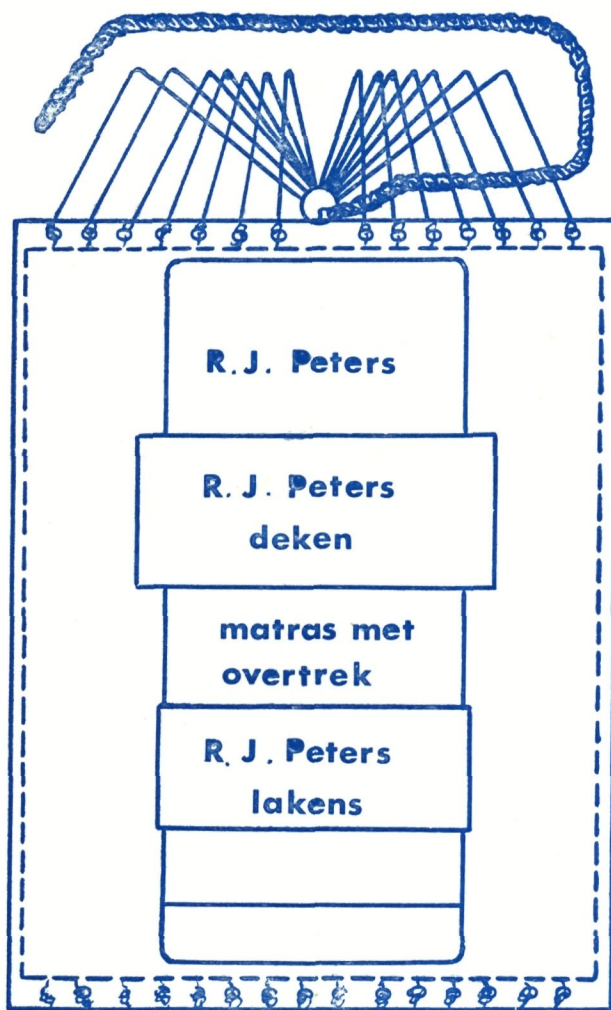 R.J. Peters
R.J. Peters
deken
matras met
overtrek
R.J. Peters
lakens